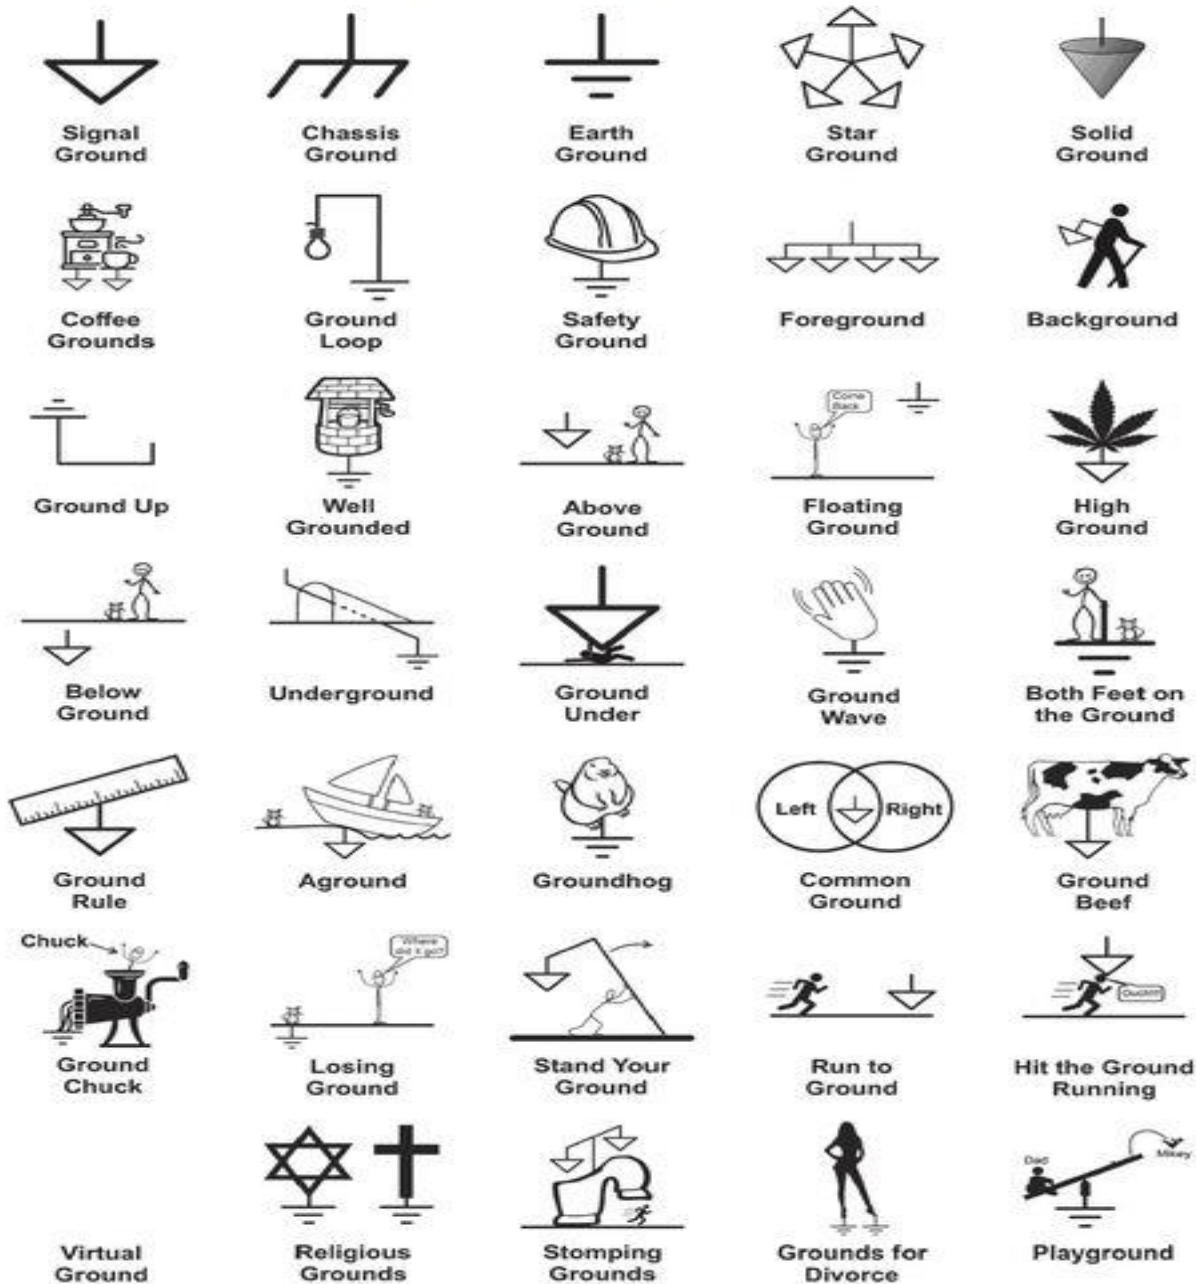 Signal
Ground
Chassis
Ground
Earth
Ground
Star
Ground
Solid
Ground
Coffee
Grounds
Ground
Loop
Safety
Ground
Foreground
Background
Ground Up
Well
Grounded
Above
Ground
Come
Back
Floating
Ground
High
Ground
Below
Ground
Underground
Ground
Under
Ground
Wave
Both Feet on
the Ground
Ground
Rule
Aground
Groundhog
Left
Right
Common
Ground
Ground
Beef
Chuck
Ground
Chuck
Where
did it go?
Losing
Ground
Stand Your
Ground
Run to
Ground
Ouch!!!
Hit the Ground
Running
Virtual
Ground
Religious
Grounds
Stomping
Grounds
Grounds for
Divorce
Dad
Mikey
Playground